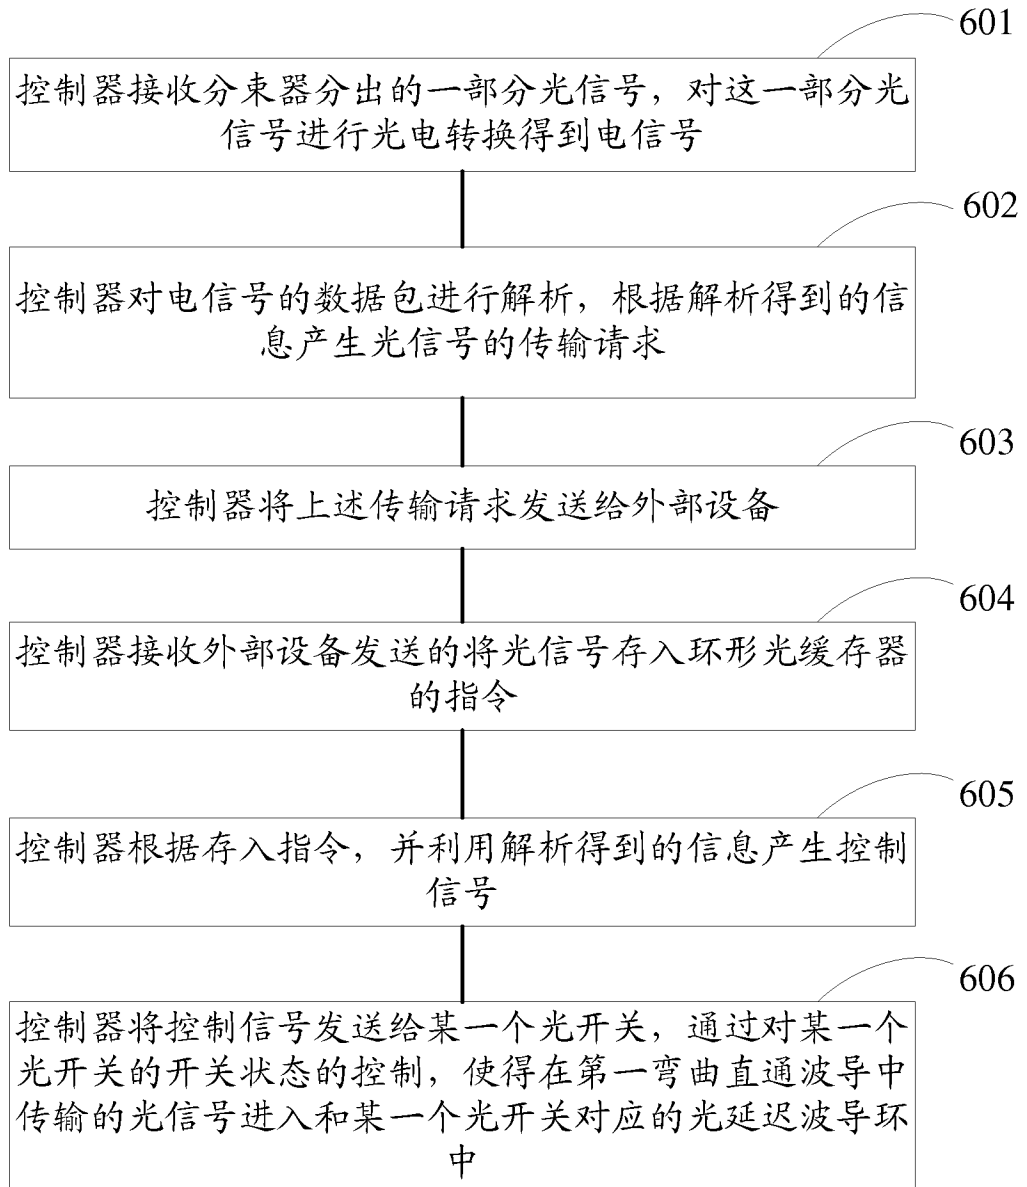 601
控制器接收分束器分出的一部分光信号，对这一部分光
信号进行光电转换得到电信号
602
控制器对电信号的数据包进行解析，根据解析得到的信
息产生光信号的传输请求
603
控制器将上述传输请求发送给外部设备
604
控制器接收外部设备发送的将光信号存入环形光缓存器
的指令
605
控制器根据存入指令，并利用解析得到的信息产生控制
信号
606
控制器将控制信号发送给某一个光开关，通过对某一个
光开关的开关状态的控制，使得在第一弯曲直通波导中
传输的光信号进入和某一个光开关对应的光延迟波导环
中